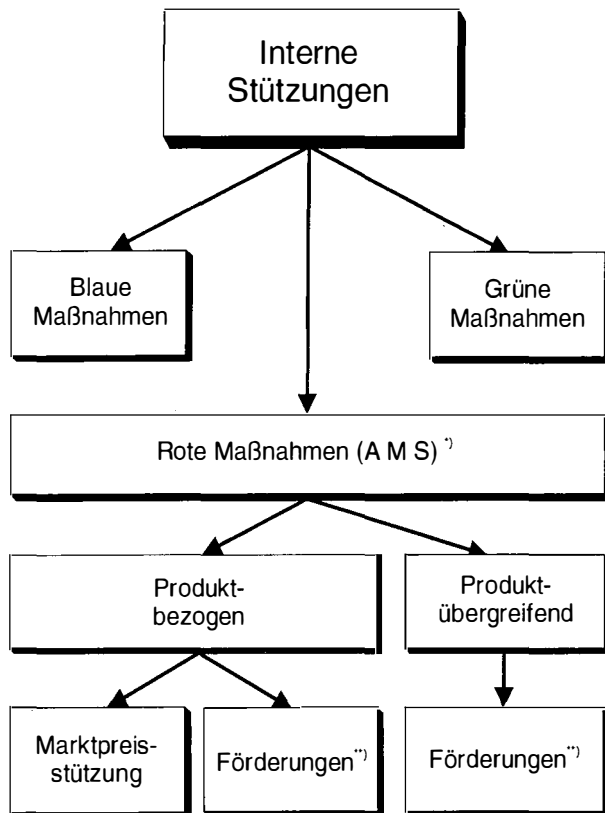 Interne
Stützungen
Blaue
Maßnahmen
Grüne
Maßnahmen
Rote Maßnahmen (A M S) *)
Produkt-
bezogen
Produkt-
übergreifend
Marktpreis-
stützung
Förderungen**)
Förderungen**)